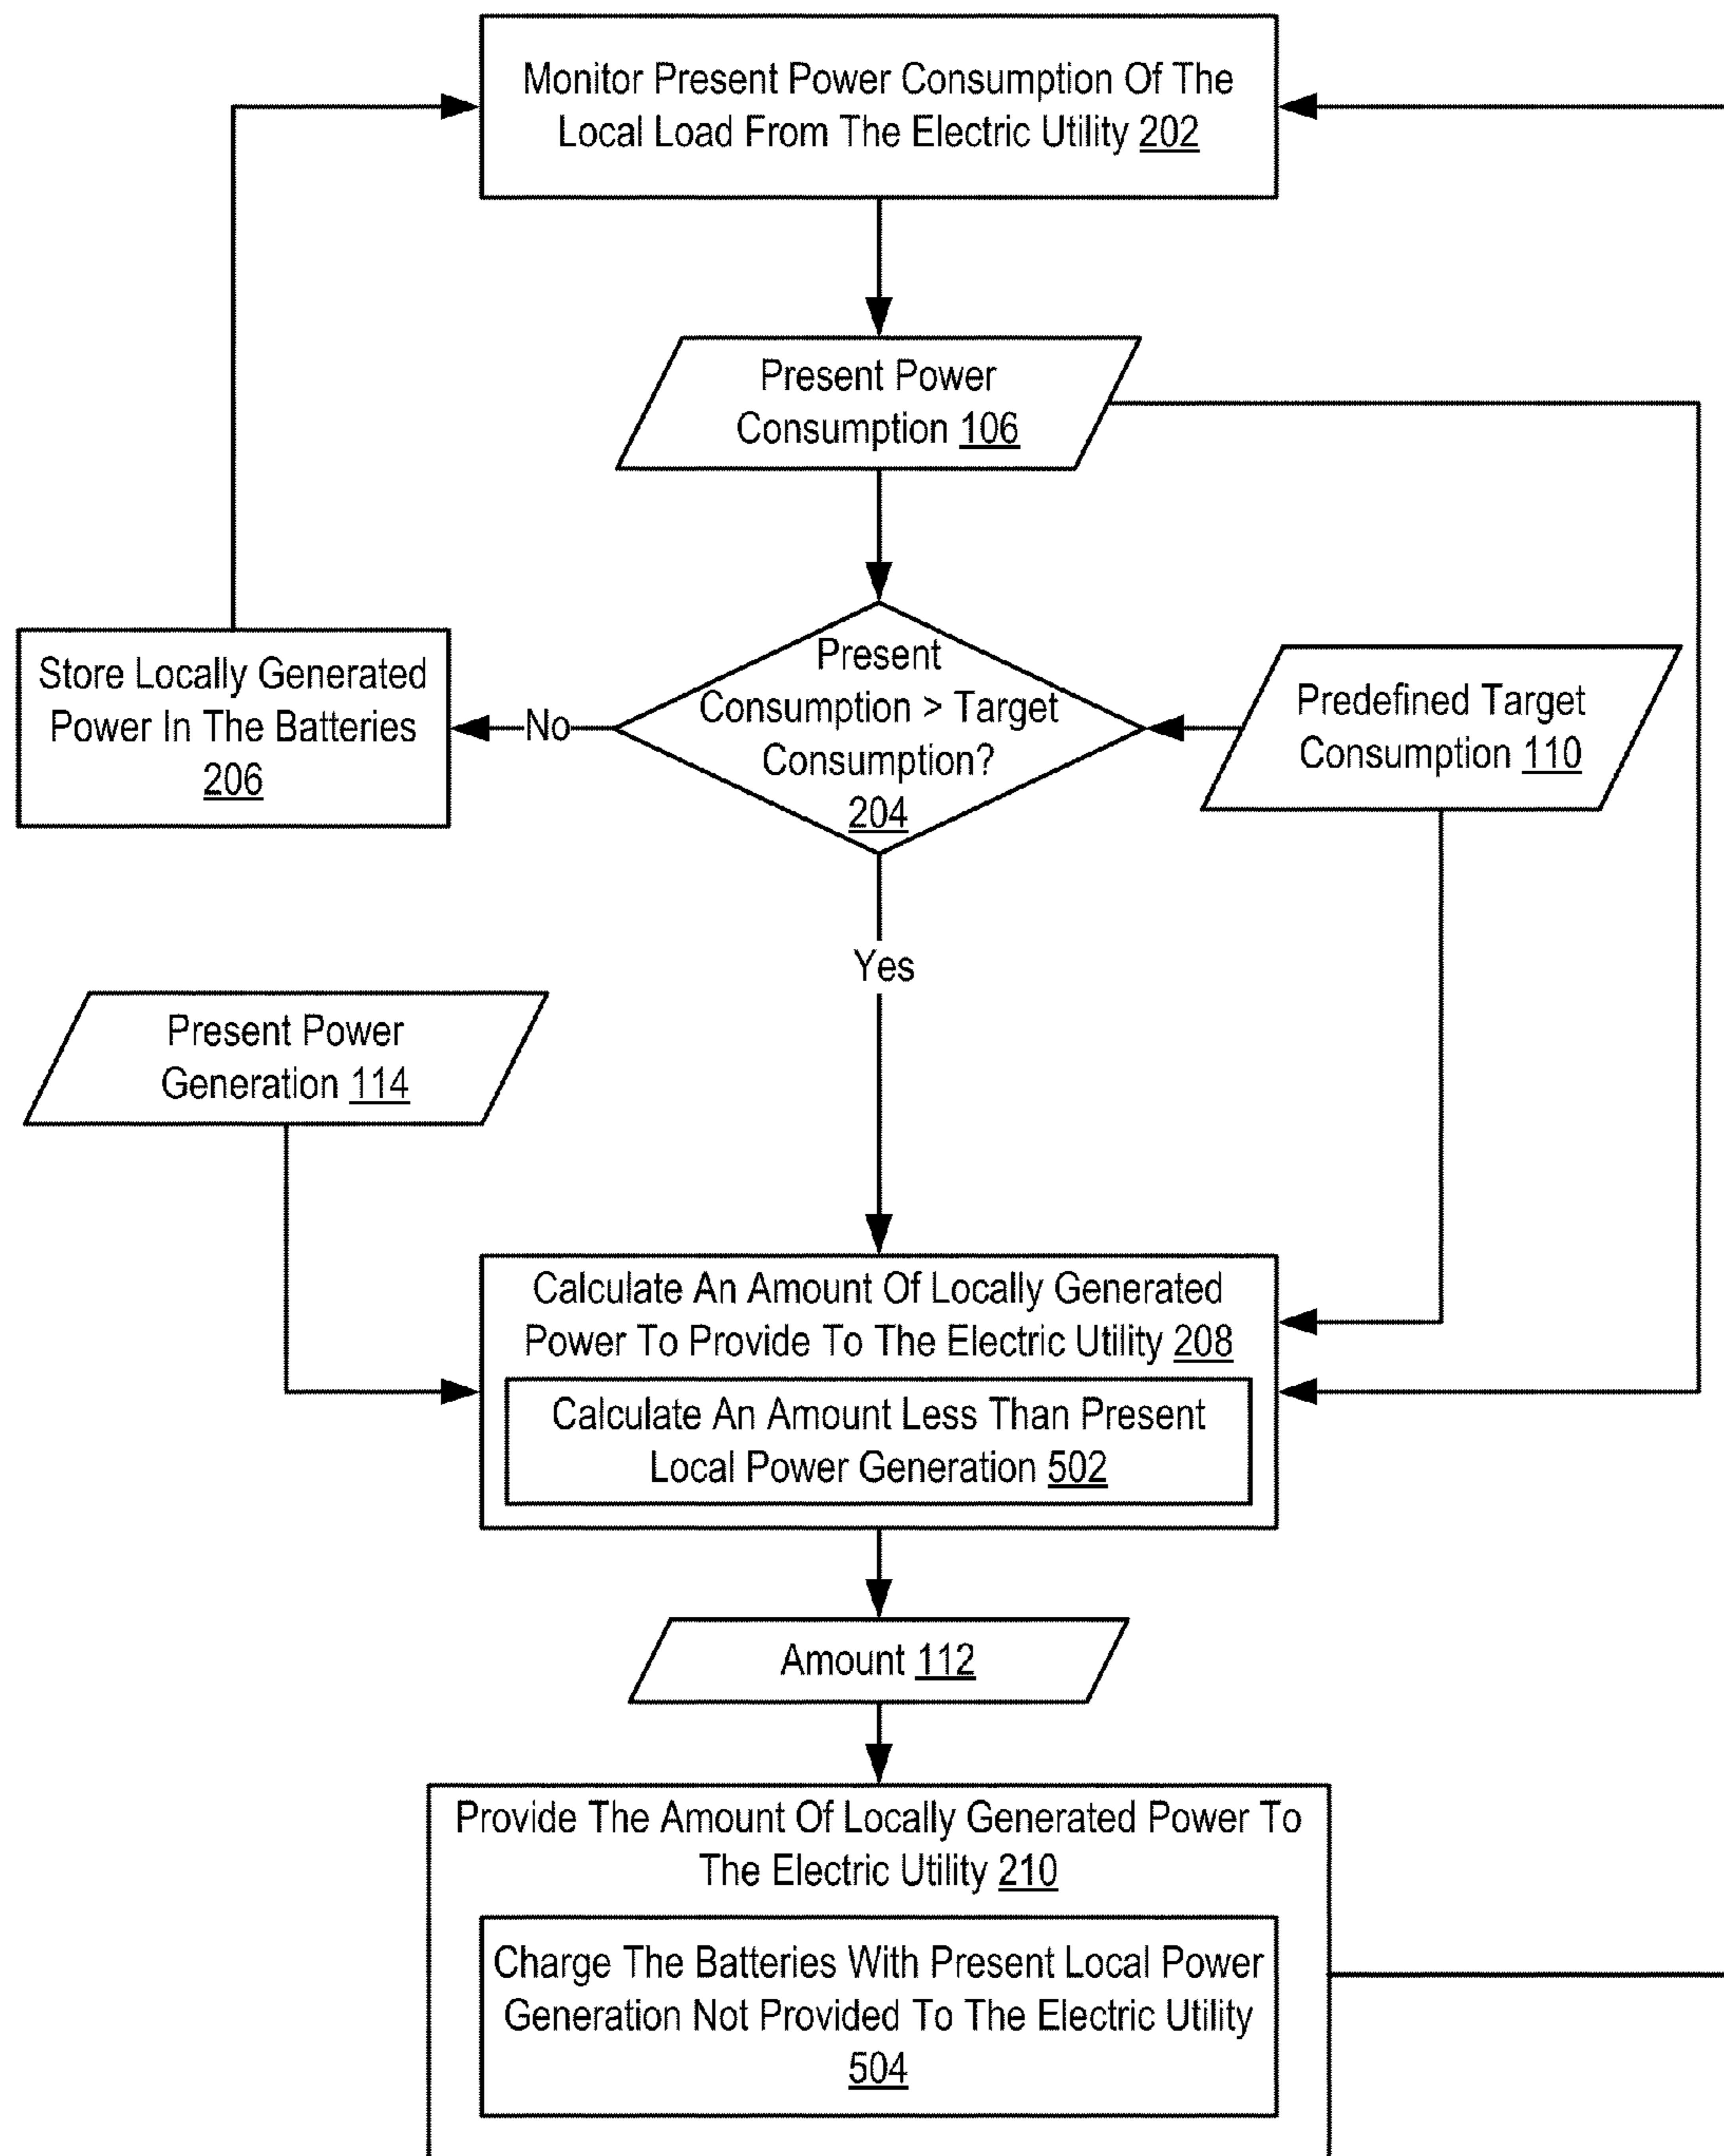 Monitor Present Power Consumption Of The
Local Load From The Electric Utility 202
Present Power
Consumption 106
Present
Consumption > Target
Consumption?
204
No
Store Locally Generated
Power In The Batteries
206
Predefined Target
Consumption 110
Yes
Present Power
Generation 114
Calculate An Amount Of Locally Generated
Power To Provide To The Electric Utility 208
Calculate An Amount Less Than Present
Local Power Generation 502
Amount 112
Provide The Amount Of Locally Generated Power To
The Electric Utility 210
Charge The Batteries With Present Local Power
Generation Not Provided To The Electric Utility
504